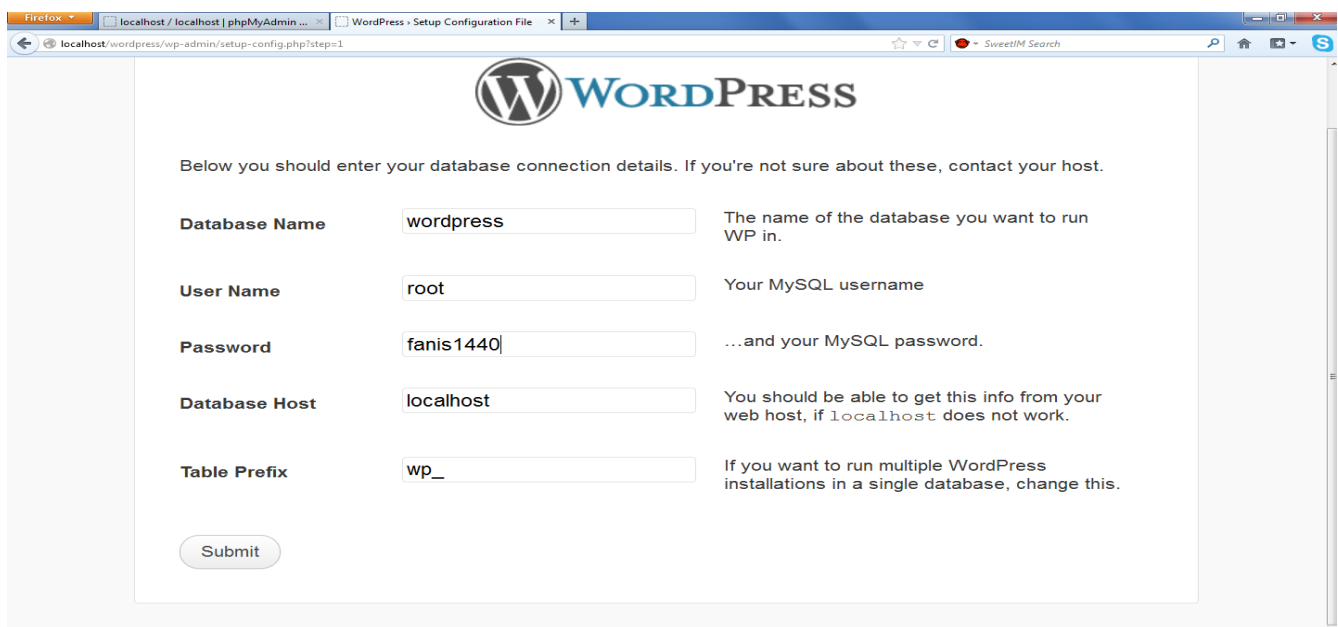 Firefox
localhost / localhost | phpMyAdmin ...
WordPress › Setup Configuration File
localhost/wordpress/wp-admin/setup-config.php?step=1
SweetIM Search
WORDPRESS
Below you should enter your database connection details. If you're not sure about these, contact your host.
Database Name
wordpress
The name of the database you want to run
WP in.
User Name
root
Your MySQL username
Password
fanis1440
...and your MySQL password.
Database Host
localhost
You should be able to get this info from your
web host, if localhost does not work.
Table Prefix
wp_
If you want to run multiple WordPress
installations in a single database, change this.
Submit